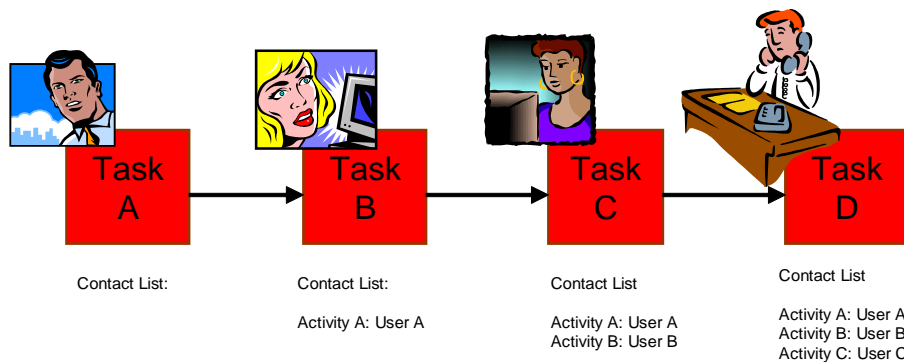 Task
A
Task
B
Task
C
Task
D
Contact List:
Contact List:
Activity A: User A
Contact List
Activity A: User A
Activity B: User B
Contact List
Activity A: User A
Activity B: User B
Activity C: User C